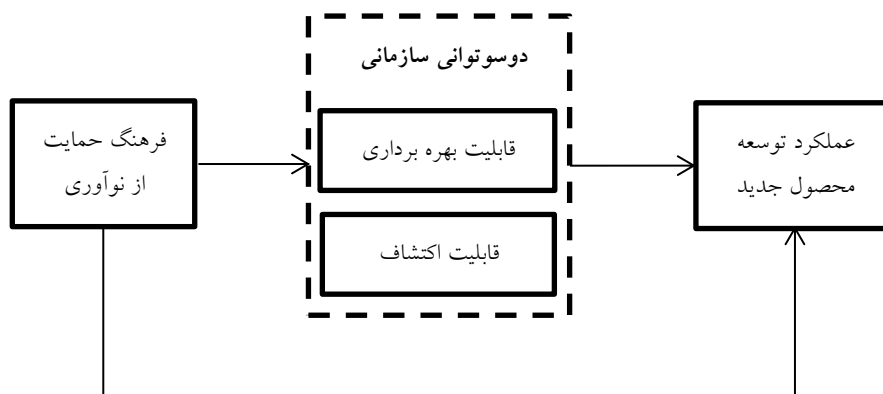 دوسوتوانی سازمانی
فرهنگ حمایت
از نوآوری
قابلیت بهره برداری
قابلیت اکتشاف
عملکرد توسعه
محصول جدید